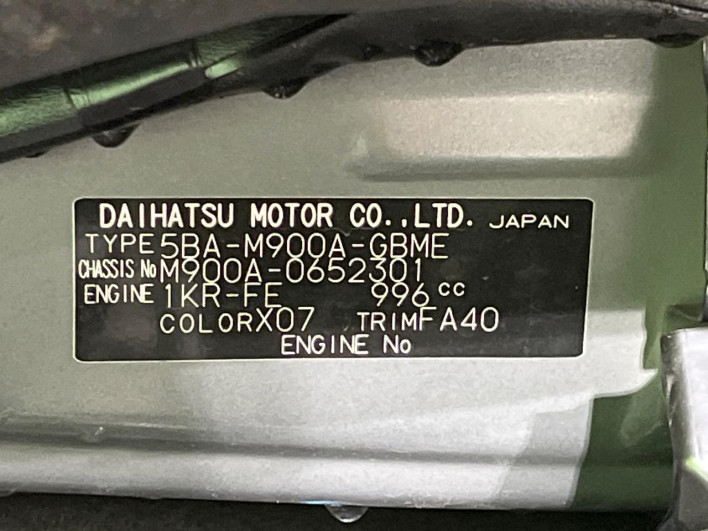 DAIHATSU MOTOR CO.,LTD. JAPAN
TYPE 5BA-M900A-GBME
CHASSIS No M900A-0652301
ENGINE 1KR-FE 996 cc
COLOR X07 TRIM FA40
ENGINE No